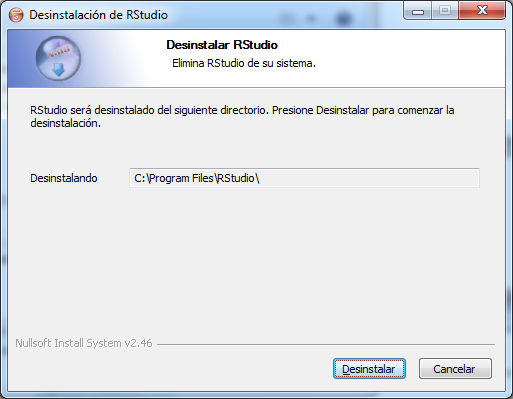 Desinstalación de RStudio
Desinstalar RStudio
Elimina RStudio de su sistema.
RStudio será desinstalado del siguiente directorio. Presione Desinstalar para comenzar la
desinstalación.
Desinstalando C:\Program Files\RStudio\
Nullsoft Install System v2.46
Desinstalar Cancelar